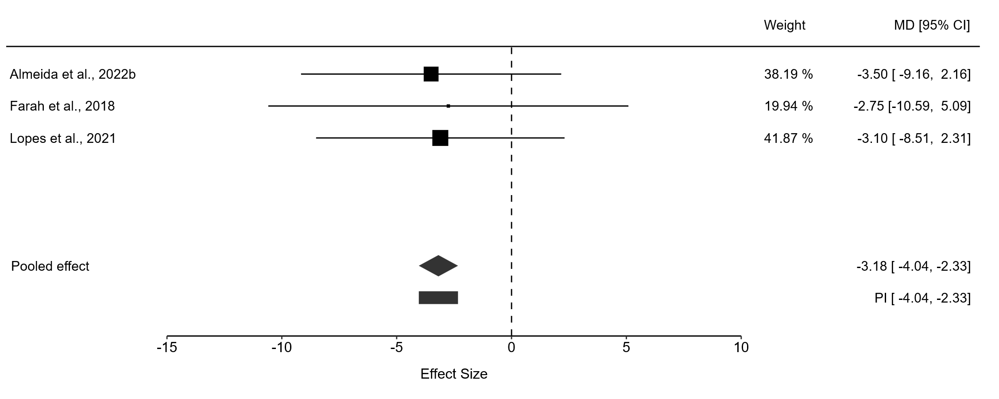 Weight MD [95% CI]
Almeida et al., 2022b 38.19 % -3.50 [ -9.16, 2.16]
Farah et al., 2018 19.94 % -2.75 [-10.59, 5.09]
Lopes et al., 2021 41.87 % -3.10 [ -8.51, 2.31]
Pooled effect -3.18 [ -4.04, -2.33]
PI [ -4.04, -2.33]
-15 -10 -5 0 5 10
Effect Size